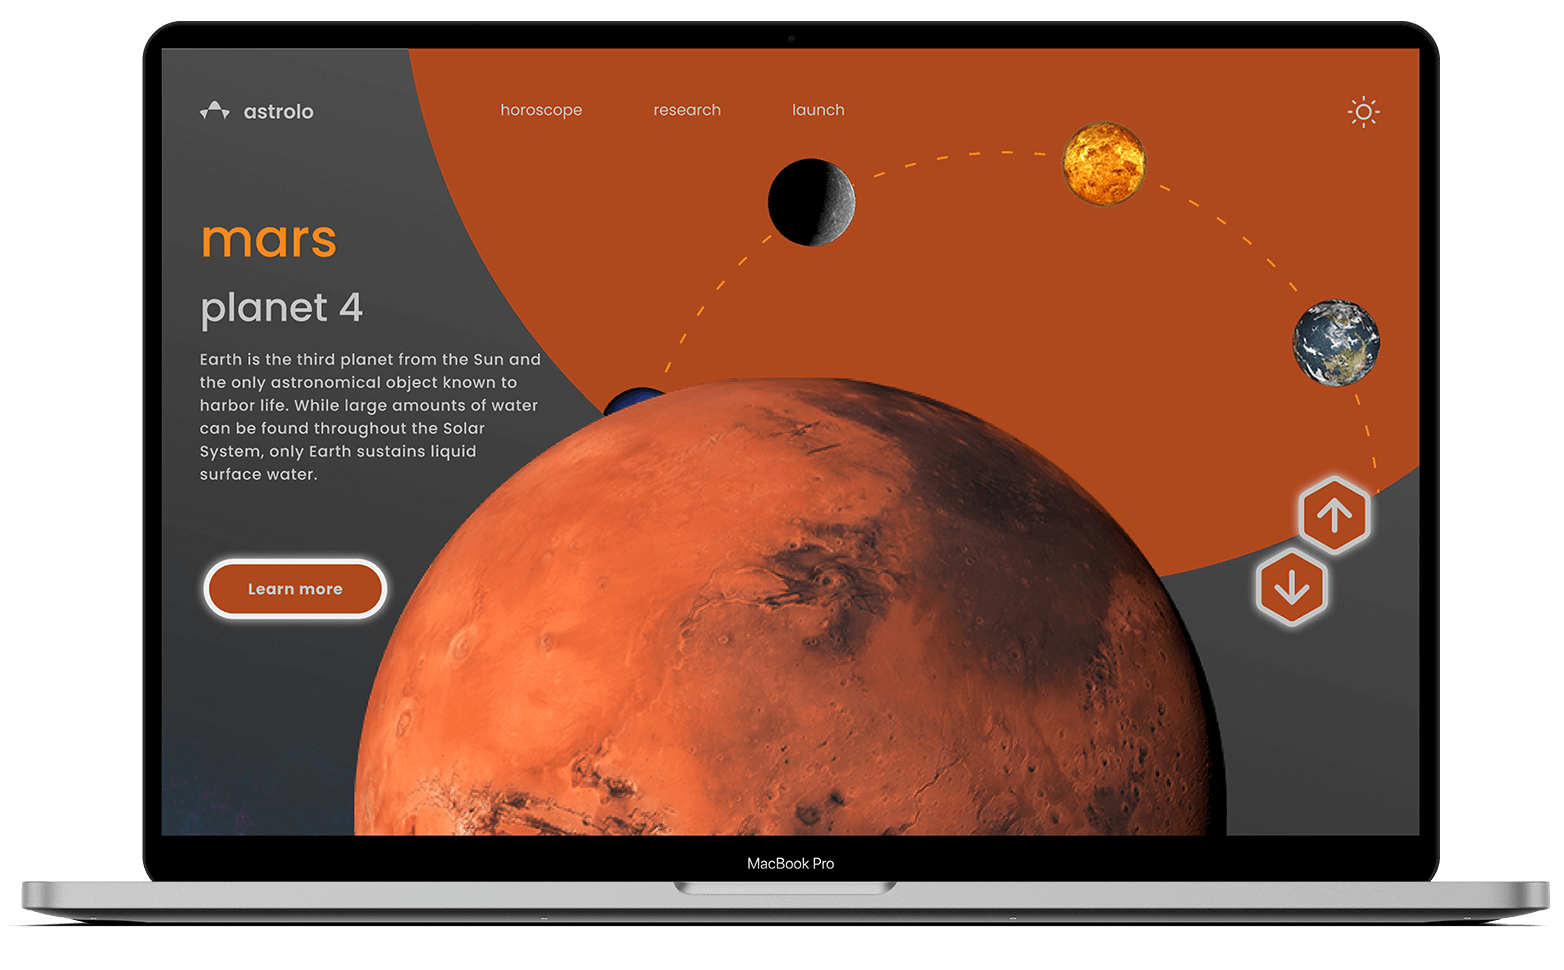 astrolo
horoscope
research
launch
mars
planet 4
Earth is the third planet from the Sun and
the only astronomical object known to
harbor life. While large amounts of water
can be found throughout the Solar
System, only Earth sustains liquid
surface water.
Learn more
MacBook Pro